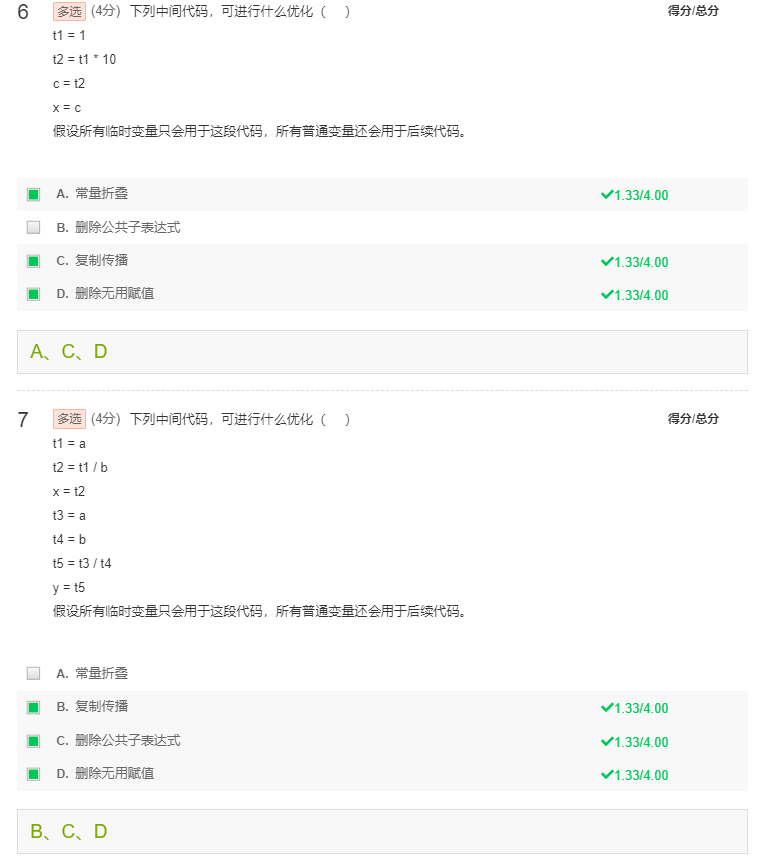 6 多选 (4分) 下列中间代码，可进行什么优化（ ） 得分/总分
t1 = 1
t2 = t1 * 10
c = t2
x = c
假设所有临时变量只会用于这段代码，所有普通变量还会用于后续代码。
A. 常量折叠 ✔1.33/4.00
B. 删除公共子表达式
C. 复制传播 ✔1.33/4.00
D. 删除无用赋值 ✔1.33/4.00
A、C、D
7 多选 (4分) 下列中间代码，可进行什么优化（ ） 得分/总分
t1 = a
t2 = t1 / b
x = t2
t3 = a
t4 = b
t5 = t3 / t4
y = t5
假设所有临时变量只会用于这段代码，所有普通变量还会用于后续代码。
A. 常量折叠
B. 复制传播 ✔1.33/4.00
C. 删除公共子表达式 ✔1.33/4.00
D. 删除无用赋值 ✔1.33/4.00
B、C、D